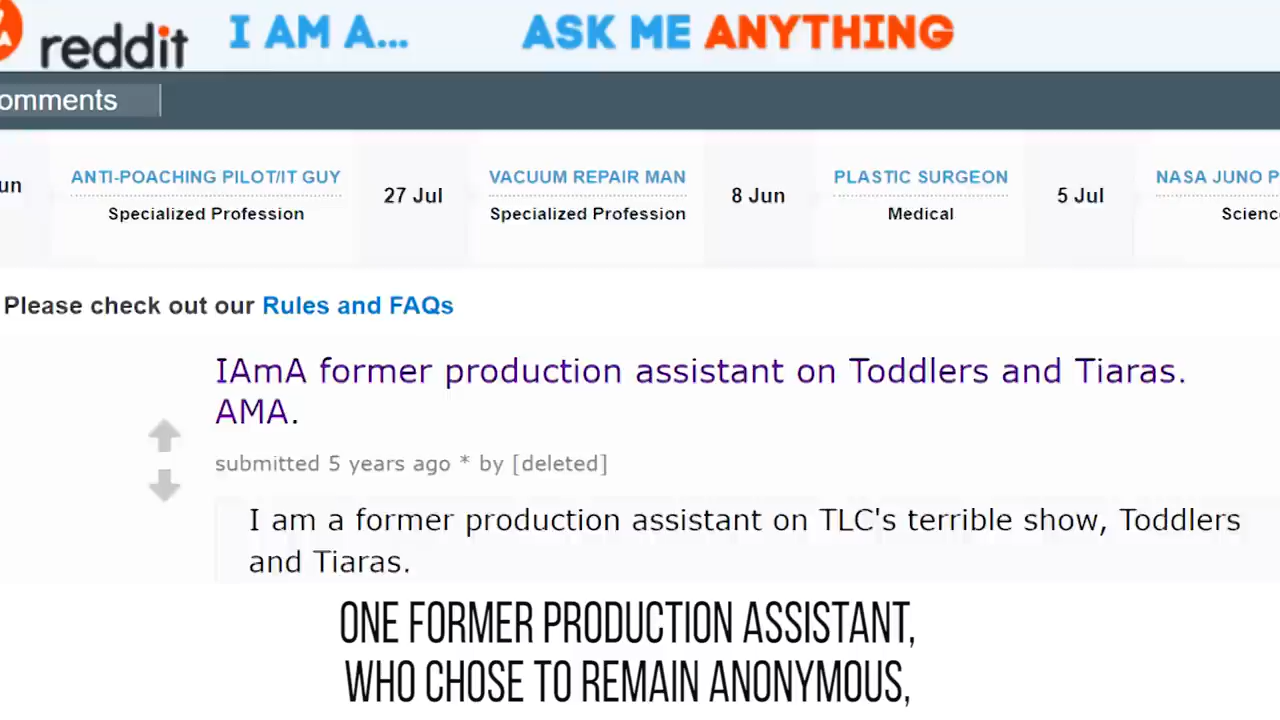 reddit I AM A... ASK ME ANYTHING
omments
un ANTI-POACHING PILOT/IT GUY 27 Jul VACUUM REPAIR MAN 8 Jun PLASTIC SURGEON 5 Jul NASA JUNO P
Specialized Profession Specialized Profession Medical Scienc
Please check out our Rules and FAQs
IAmA former production assistant on Toddlers and Tiaras.
AMA.
submitted 5 years ago * by [deleted]
I am a former production assistant on TLC's terrible show, Toddlers
and Tiaras.
ONE FORMER PRODUCTION ASSISTANT,
WHO CHOSE TO REMAIN ANONYMOUS,